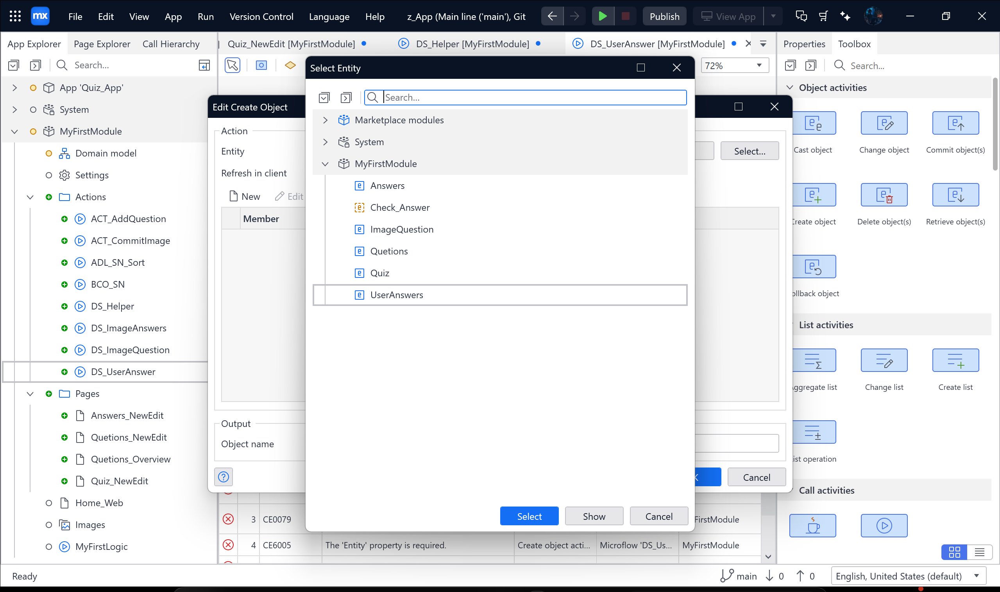 mx File Edit View App Run Version Control Language Help z_App (Main line ('main'), Git Publish View App
App Explorer Page Explorer Call Hierarchy
Quiz_NewEdit [MyFirstModule] DS_Helper [MyFirstModule] DS_UserAnswer [MyFirstModule]
Properties Toolbox
Search...
72%
Search...
App 'Quiz_App'
System
MyFirstModule
Domain model
Settings
Actions
ACT_AddQuestion
ACT_CommitImage
ADL_SN_Sort
BCO_SN
DS_Helper
DS_ImageAnswers
DS_ImageQuestion
DS_UserAnswer
Pages
Answers_NewEdit
Quetions_NewEdit
Quetions_Overview
Quiz_NewEdit
Home_Web
Images
MyFirstLogic
Edit Create Object
Action
Entity
Select...
Refresh in client
New Edit
Member
Output
Object name
Cancel
Select Entity
Search...
Marketplace modules
System
MyFirstModule
Answers
Check_Answer
ImageQuestion
Quetions
Quiz
UserAnswers
Select Show Cancel
3 CE0079 FirstModule
4 CE6005 The 'Entity' property is required. Create object acti... Microflow 'DS_Us... MyFirstModule
Object activities
Cast object Change object Commit object(s)
Create object Delete object(s) Retrieve object(s)
ollback object
List activities
ggregate list Change list Create list
ist operation
Call activities
Ready
main 0 0 English, United States (default)